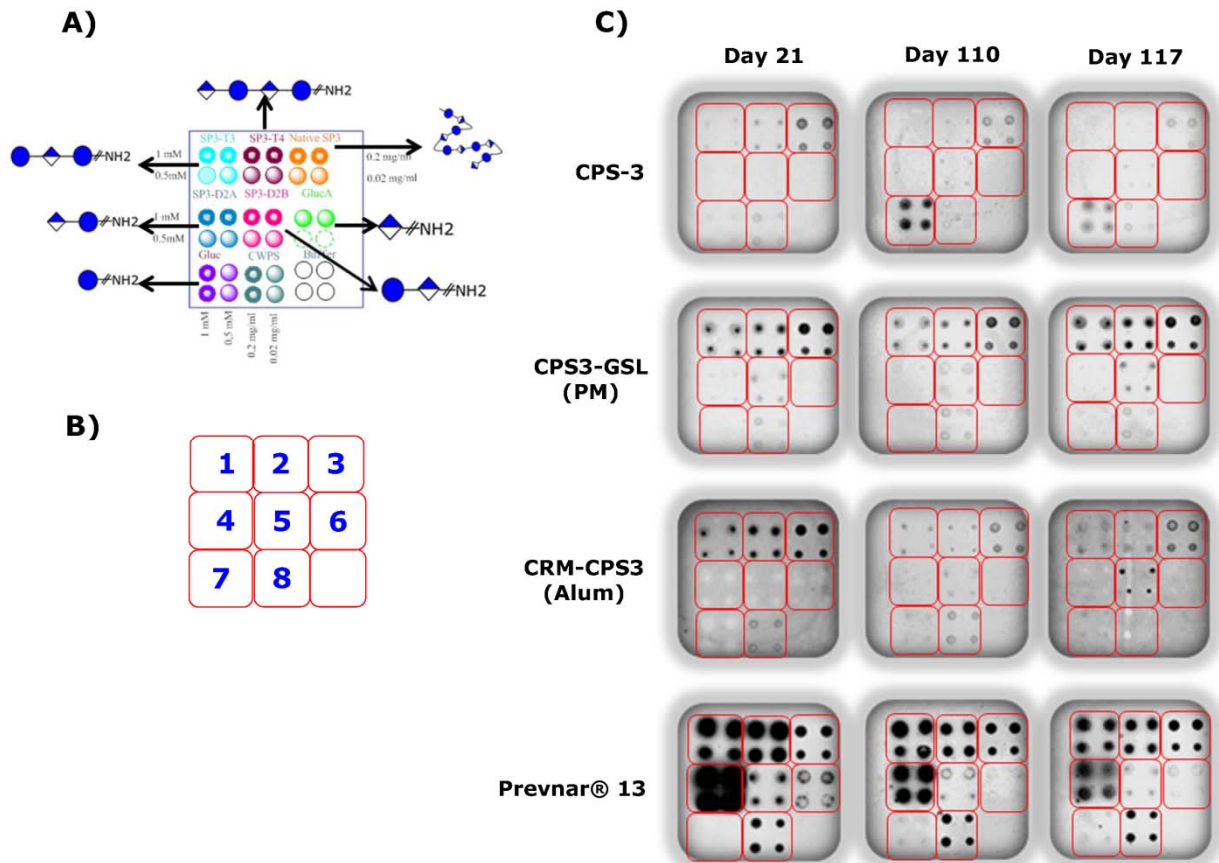 A)
SP3-T3 SP3-T4 Native SP3
1 mM
0.5mM
0.2 mg/ml
0.02 mg/ml
SP3-D2A SP3-D2B GlucA
1 mM
0.5mM
Gluc CWPS Buffer
1 mM
0.5 mM
0.2 mg/ml
0.02 mg/ml
NH2
NH2
NH2
NH2
NH2
NH2
B)
1 2 3
4 5 6
7 8
C)
Day 21 Day 110 Day 117
CPS-3
CPS3-GSL
(PM)
CRM-CPS3
(Alum)
Prevnar® 13